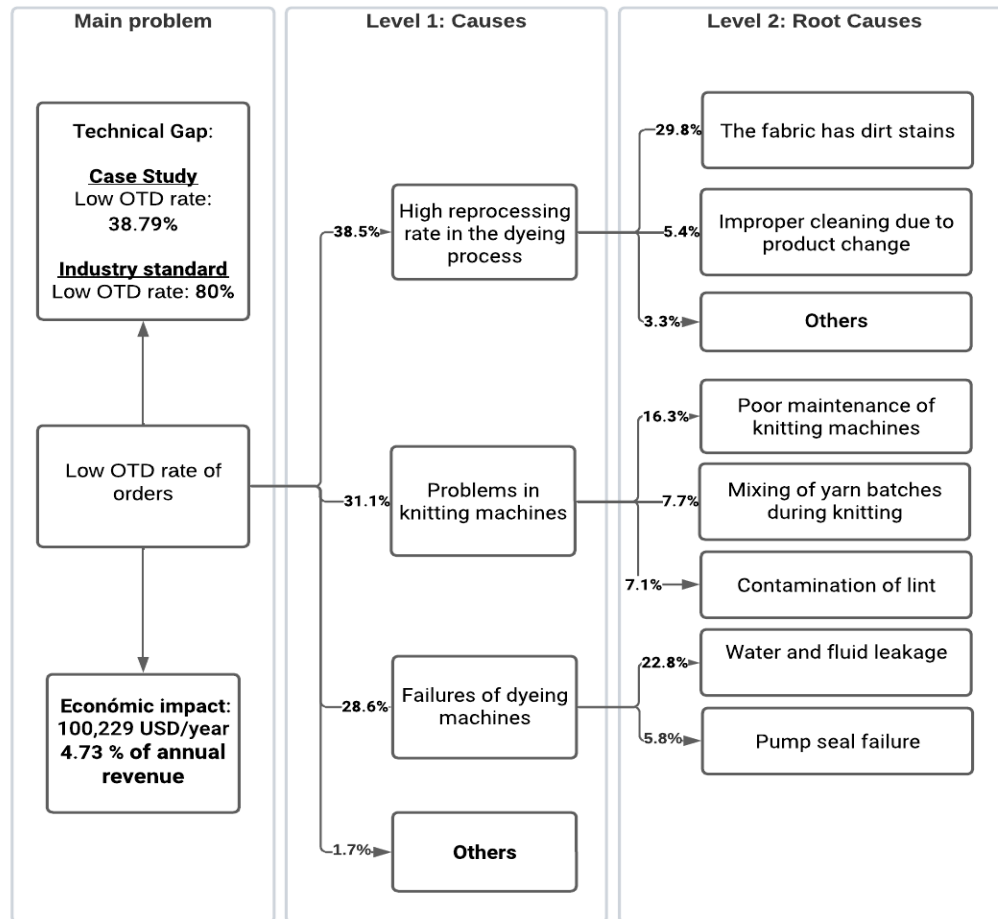 Main problem
Level 1: Causes
Level 2: Root Causes
Technical Gap:
Case Study
Low OTD rate:
38.79%
Industry standard
Low OTD rate: 80%
Low OTD rate of
orders
Económic impact:
100,229 USD/year
4.73 % of annual
revenue
38.5%
High reprocessing
rate in the dyeing
process
31.1%
Problems in
knitting machines
28.6%
Failures of dyeing
machines
1.7%
Others
29.8%
The fabric has dirt stains
5.4%
Improper cleaning due to
product change
3.3%
Others
16.3%
Poor maintenance of
knitting machines
7.7%
Mixing of yarn batches
during knitting
7.1%
Contamination of lint
22.8%
Water and fluid leakage
5.8%
Pump seal failure